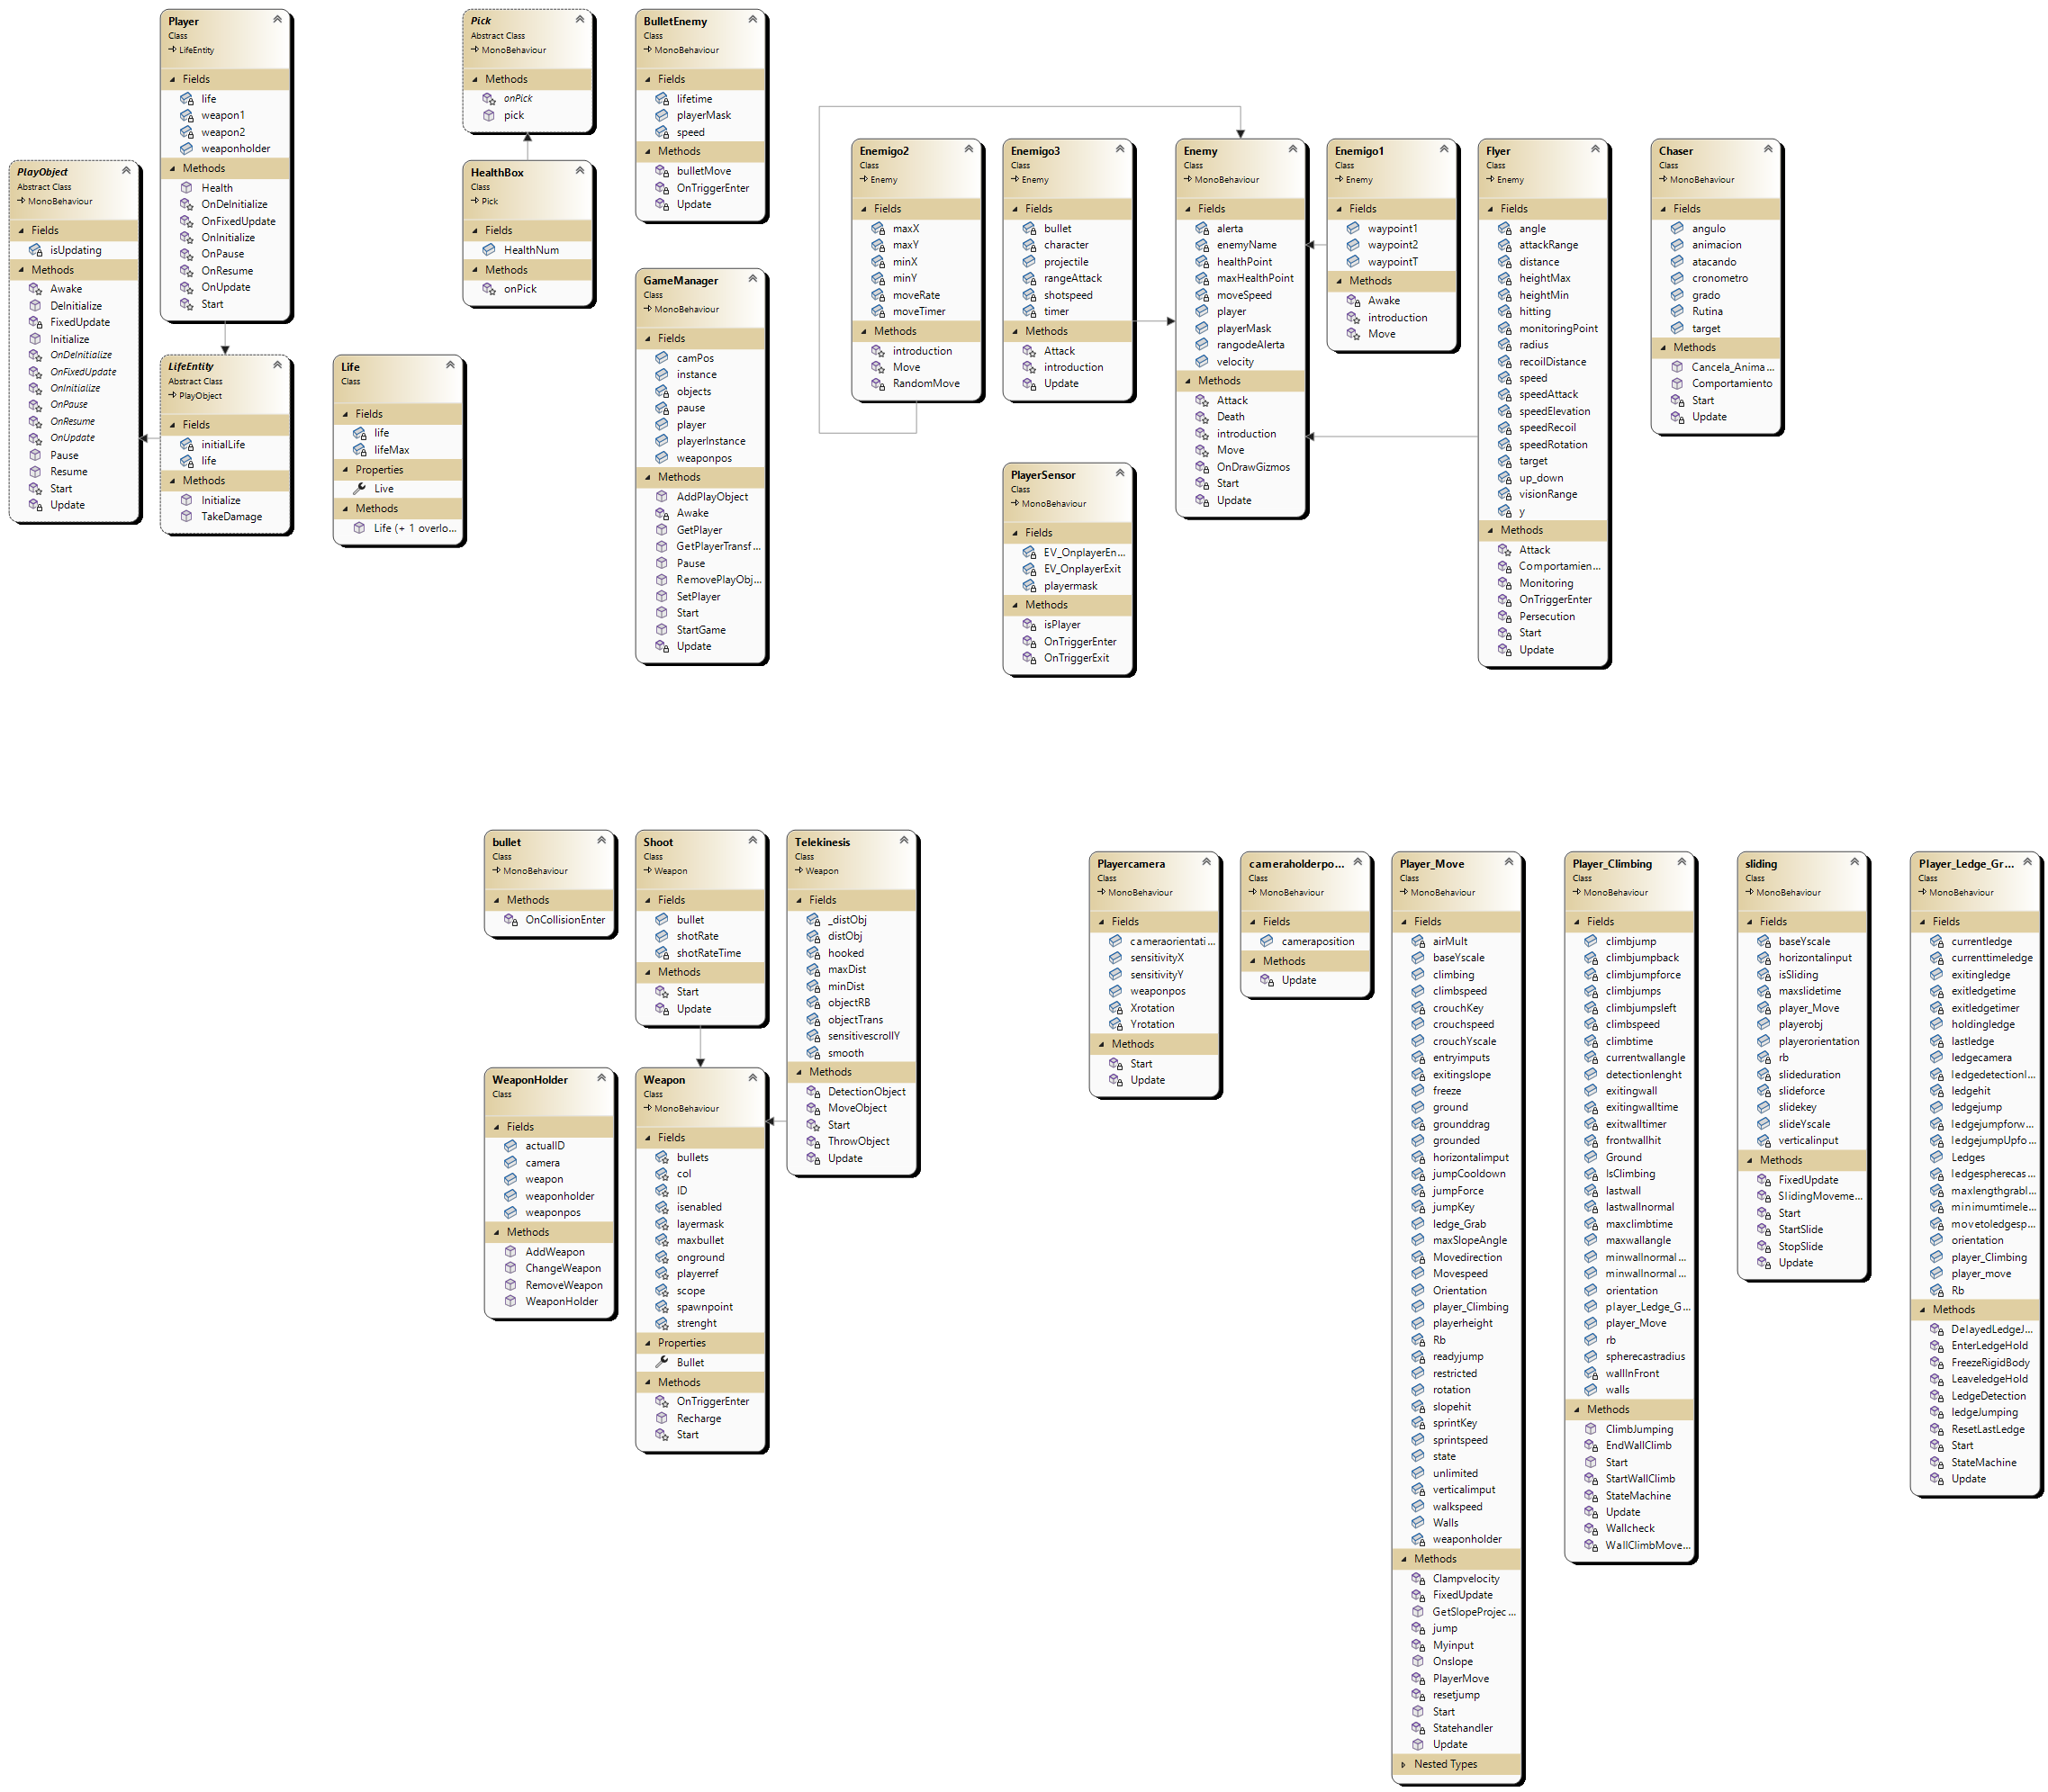 Player
Class
LifeEntity
Fields
life
weapon1
weapon2
weaponholder
Methods
Health
OnDeInitialize
OnFixedUpdate
OnInitialize
OnPause
OnResume
OnUpdate
Start
Pick
Abstract Class
MonoBehaviour
Methods
onPick
pick
BulletEnemy
Class
MonoBehaviour
Fields
lifetime
playerMask
speed
Methods
bulletMove
OnTriggerEnter
Update
PlayObject
Abstract Class
MonoBehaviour
Fields
isUpdating
Methods
Awake
DeInitialize
FixedUpdate
Initialize
OnDeInitialize
OnFixedUpdate
OnInitialize
OnPause
OnResume
OnUpdate
Pause
Resume
Start
Update
LifeEntity
Abstract Class
PlayObject
Fields
initialLife
life
Methods
Initialize
TakeDamage
Life
Class
Fields
life
lifeMax
Properties
Live
Methods
Life (+ 1 overlo...
HealthBox
Class
Pick
Fields
HealthNum
Methods
onPick
GameManager
Class
MonoBehaviour
Fields
camPos
instance
objects
pause
player
playerInstance
weaponpos
Methods
AddPlayObject
Awake
GetPlayer
GetPlayerTransf...
Pause
RemovePlayObj...
SetPlayer
Start
StartGame
Update
Enemigo2
Class
Enemy
Fields
maxX
maxY
minX
minY
moveRate
moveTimer
Methods
introduction
Move
RandomMove
Enemigo3
Class
Enemy
Fields
bullet
character
projectile
rangeAttack
shotspeed
timer
Methods
Attack
introduction
Update
Enemy
Class
MonoBehaviour
Fields
alerta
enemyName
healthPoint
maxHealthPoint
moveSpeed
player
playerMask
rangodeAlerta
velocity
Methods
Attack
Death
introduction
Move
OnDrawGizmos
Start
Update
Enemigo1
Class
Enemy
Fields
waypoint1
waypoint2
waypointT
Methods
Awake
introduction
Move
Flyer
Class
Enemy
Fields
angle
attackRange
distance
heightMax
heightMin
hitting
monitoringPoint
radius
recoilDistance
speed
speedAttack
speedElevation
speedRecoil
speedRotation
target
up_down
visionRange
y
Methods
Attack
Comportamien...
Monitoring
OnTriggerEnter
Persecution
Start
Update
Chaser
Class
MonoBehaviour
Fields
angulo
animacion
atacando
cronometro
grado
Rutina
target
Methods
Cancela_Anima...
Comportamiento
Start
Update
PlayerSensor
Class
MonoBehaviour
Fields
EV_OnplayerEn...
EV_OnplayerExit
playermask
Methods
isPlayer
OnTriggerEnter
OnTriggerExit
bullet
Class
MonoBehaviour
Methods
OnCollisionEnter
Shoot
Class
Weapon
Fields
bullet
shotRate
shotRateTime
Methods
Start
Update
Telekinesis
Class
Weapon
Fields
_distObj
distObj
hooked
maxDist
minDist
objectRB
objectTrans
sensitivescrollY
smooth
Methods
DetectionObject
MoveObject
Start
ThrowObject
Update
WeaponHolder
Class
Fields
actualID
camera
weapon
weaponholder
weaponpos
Methods
AddWeapon
ChangeWeapon
RemoveWeapon
WeaponHolder
Weapon
Class
MonoBehaviour
Fields
bullets
col
ID
isenabled
layermask
maxbullet
onground
playerref
scope
spawnpoint
strenght
Properties
Bullet
Methods
OnTriggerEnter
Recharge
Start
Playercamera
Class
MonoBehaviour
Fields
cameraorientati...
sensitivityX
sensitivityY
weaponpos
Xrotation
Yrotation
Methods
Start
Update
cameraholderpo...
Class
MonoBehaviour
Fields
cameraposition
Methods
Update
Player_Move
Class
MonoBehaviour
Fields
airMult
baseYscale
climbing
climbspeed
crouchKey
crouchspeed
crouchYscale
entryimputs
exitingslope
freeze
ground
grounddrag
grounded
horizontalimput
jumpCooldown
jumpForce
jumpKey
ledge_Grab
maxSlopeAngle
Movedirection
Movespeed
Orientation
player_Climbing
playerheight
Rb
readyjump
restricted
rotation
slopehit
sprintKey
sprintspeed
state
unlimited
verticalimput
walkspeed
Walls
weaponholder
Methods
Clampvelocity
FixedUpdate
GetSlopeProjec...
jump
Myinput
Onslope
PlayerMove
resetjump
Start
Statehandler
Update
Nested Types
Player_Climbing
Class
MonoBehaviour
Fields
climbjump
climbjumpback
climbjumpforce
climbjumps
climbjumpsleft
climbspeed
climbtime
currentwallangle
detectionlenght
exitingwall
exitingwalltime
exitwalltimer
frontwallhit
Ground
IsClimbing
lastwall
lastwallnormal
maxclimbtime
maxwallangle
minwallnormal...
minwallnormal...
orientation
player_Ledge_G...
player_Move
rb
spherecastradius
wallInFront
walls
Methods
ClimbJumping
EndWallClimb
Start
StartWallClimb
StateMachine
Update
Wallcheck
WallClimbMove...
sliding
Class
MonoBehaviour
Fields
baseYscale
horizontalinput
isSliding
maxslidetime
player_Move
playerobj
playerorientation
rb
slideduration
slideforce
slidekey
slideYscale
verticalinput
Methods
FixedUpdate
SlidingMoveme...
Start
StartSlide
StopSlide
Update
Player_Ledge_Gr...
Class
MonoBehaviour
Fields
currentledge
currenttimeledge
exitingledge
exitledgetime
exitledgetimer
holdingledge
lastledge
ledgecamera
ledgedetectionl...
ledgehit
ledgejump
ledgejumpforw...
ledgejumpUpfo...
Ledges
ledgespherecas...
maxlengthgrabl...
minimumtimele...
movetoledgesp...
orientation
player_Climbing
player_move
Rb
Methods
DelayedLedgeJ...
EnterLedgeHold
FreezeRigidBody
LeaveledgeHold
LedgeDetection
ledgeJumping
ResetLastLedge
Start
StateMachine
Update